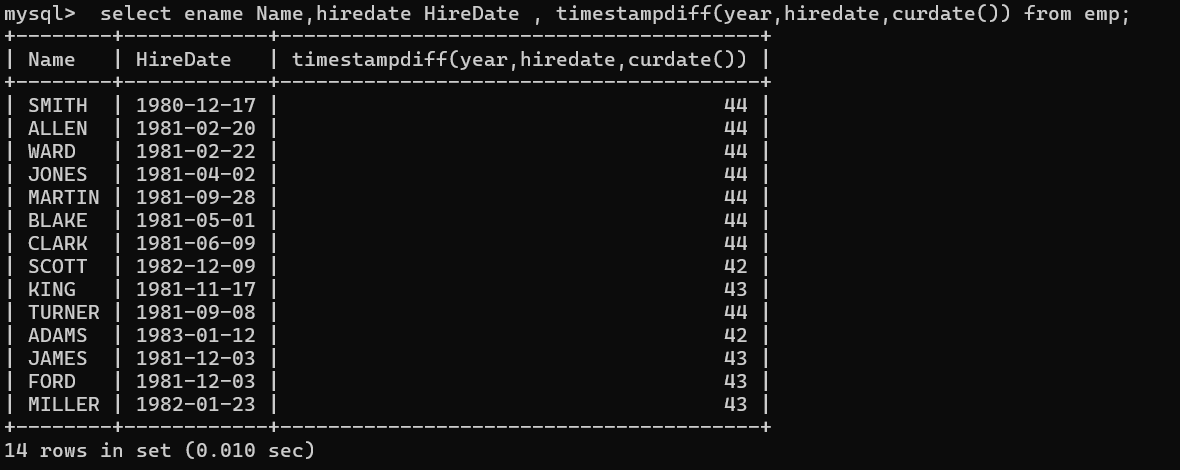 mysql>  select ename Name,hiredate HireDate , timestampdiff(year,hiredate,curdate()) from emp;
+--------+------------+----------------------------------------+
| Name   | HireDate   | timestampdiff(year,hiredate,curdate()) |
+--------+------------+----------------------------------------+
| SMITH  | 1980-12-17 |                                     44 |
| ALLEN  | 1981-02-20 |                                     44 |
| WARD   | 1981-02-22 |                                     44 |
| JONES  | 1981-04-02 |                                     44 |
| MARTIN | 1981-09-28 |                                     44 |
| BLAKE  | 1981-05-01 |                                     44 |
| CLARK  | 1981-06-09 |                                     44 |
| SCOTT  | 1982-12-09 |                                     42 |
| KING   | 1981-11-17 |                                     43 |
| TURNER | 1981-09-08 |                                     44 |
| ADAMS  | 1983-01-12 |                                     42 |
| JAMES  | 1981-12-03 |                                     43 |
| FORD   | 1981-12-03 |                                     43 |
| MILLER | 1982-01-23 |                                     43 |
+--------+------------+----------------------------------------+
14 rows in set (0.010 sec)